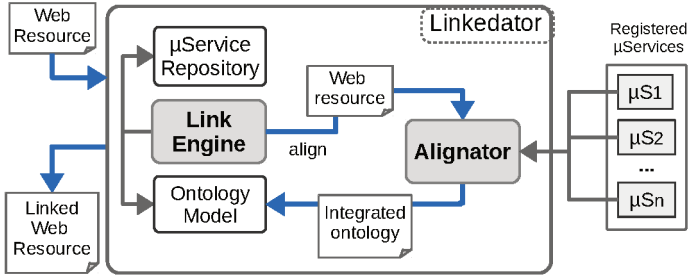 Web
Resource
Linkedator
Registered
µServices
µService
Repository
Web
resource
µS1
Link
Engine
align
Alignator
µS2
...
µSn
Linked
Web
Resource
Ontology
Model
Integrated
ontology